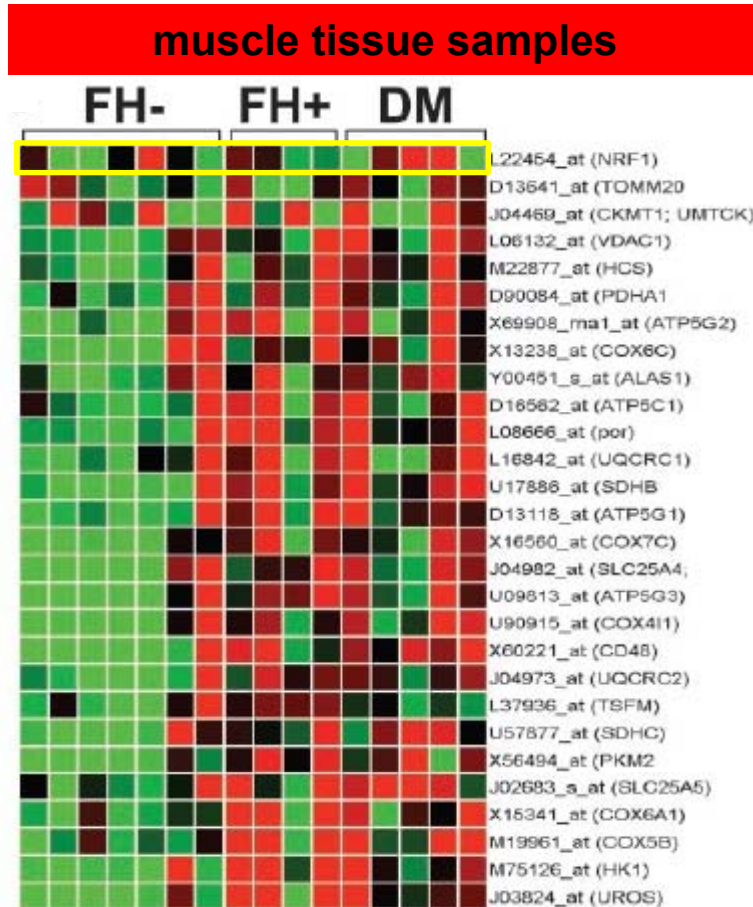 muscle tissue samples
FH- FH+ DM
L22454_at (NRF1)
D13641_at (TOMM20
J04469_at (CKMT1; UMTCK)
L06132_at (VDAC1)
M22877_at (HCS)
D90084_at (PDHA1
X69908_rna1_at (ATP5G2)
X13238_at (COX6C)
Y00451_s_at (ALAS1)
D16562_at (ATP5C1)
L08666_at (por)
L16842_at (UQCRC1)
U17886_at (SDHB
D13118_at (ATP5G1)
X16560_at (COX7C)
J04982_at (SLC25A4;
U09813_at (ATP5G3)
U90915_at (COX4I1)
X60221_at (CD48)
J04973_at (UQCRC2)
L37936_at (TSFM)
U57877_at (SDHC)
X56494_at (PKM2
J02683_s_at (SLC25A5)
X15341_at (COX6A1)
M19961_at (COX5B)
M75126_at (HK1)
J03824_at (UROS)